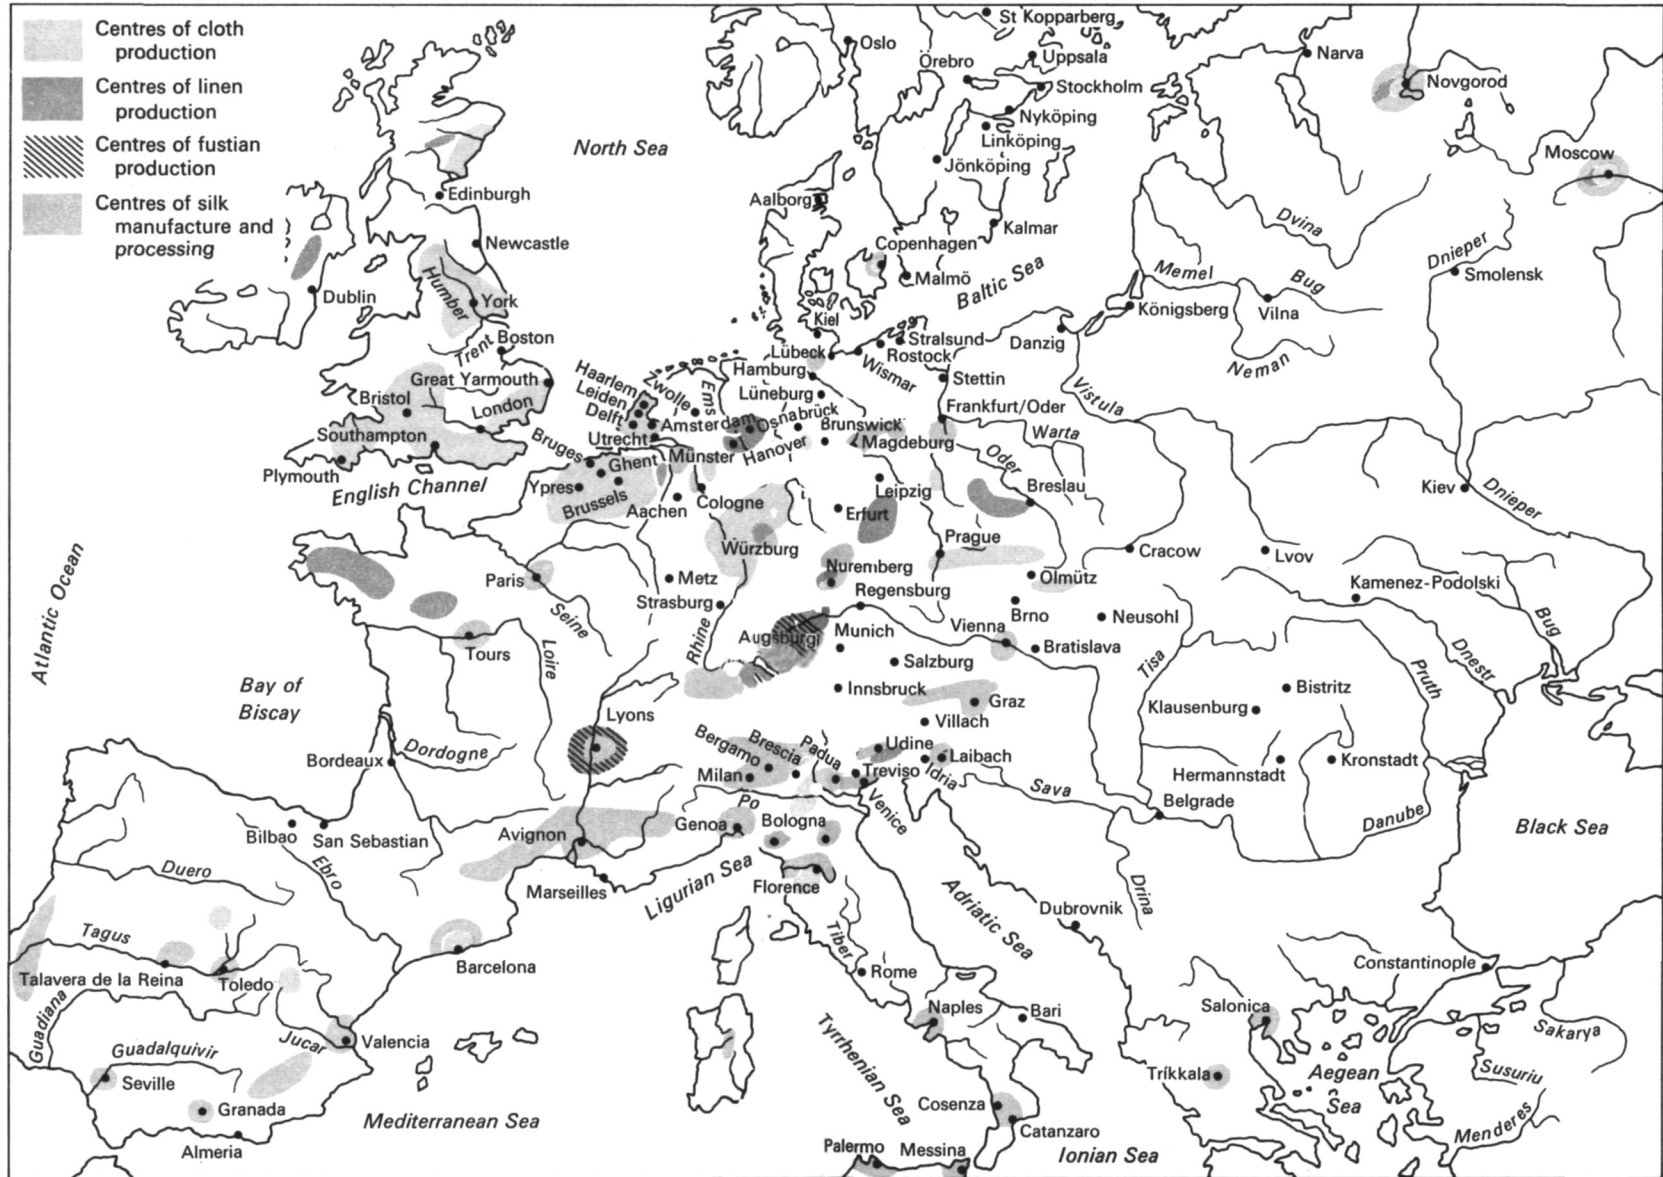 Centres of cloth
production
Centres of linen
production
Centres of fustian
production
Centres of silk
manufacture and
processing
St Kopparberg
Oslo
Uppsala
Narva
Örebro
Stockholm
Novgorod
Nyköping
North Sea
Linköping
Moscow
Jönköping
Edinburgh
Aalborg
Dvina
Kalmar
Newcastle
Copenhagen
Dnieper
Malmö
Baltic Sea
Memel
Bug
Smolensk
Humber
Dublin
York
Königsberg
Vilna
Kiel
Trent
Boston
Stralsund
Danzig
Lübeck
Rostock
Neman
Hamburg
Wismar
Great Yarmouth
Haarlem
Zwolle
Ems
Stettin
Leiden
Lüneburg
Vistula
Bristol
London
Delft
Amsterdam
Osnabrück
Frankfurt/Oder
Southampton
Utrecht
Brunswick
Warta
Bruges
Magdeburg
Plymouth
Ghent
Münster
Hanover
Oder
English Channel
Ypres
Brussels
Leipzig
Breslau
Kiev
Dnieper
Aachen
Cologne
Erfurt
Würzburg
Prague
Cracow
Lvov
Paris
Metz
Nuremberg
Olmütz
Kamenez-Podolski
Atlantic Ocean
Strasburg
Regensburg
Brno
Neusohl
Seine
Bug
Rhine
Augsburg
Munich
Vienna
Tours
Loire
Bratislava
Tisa
Dnestr
Salzburg
Pruth
Bay of
Biscay
Innsbruck
Bistritz
Graz
Klausenburg
Lyons
Villach
Bergamo
Brescia
Padua
Udine
Dordogne
Laibach
Bordeaux
Milan
Treviso
Idria
Hermannstadt
Kronstadt
Po
Venice
Sava
Belgrade
Genoa
Bologna
Danube
Black Sea
Bilbao
San Sebastian
Avignon
Duero
Ebro
Marseilles
Ligurian Sea
Florence
Drina
Adriatic Sea
Dubrovnik
Tagus
Tiber
Talavera de la Reina
Toledo
Barcelona
Rome
Constantinople
Guadiana
Naples
Bari
Salonica
Jucar
Valencia
Sakarya
Guadalquivir
Tyrrhenian Sea
Seville
Tríkkala
Aegean
Sea
Susuriu
Granada
Mediterranean Sea
Cosenza
Menderes
Almeria
Catanzaro
Palermo
Messina
Ionian Sea